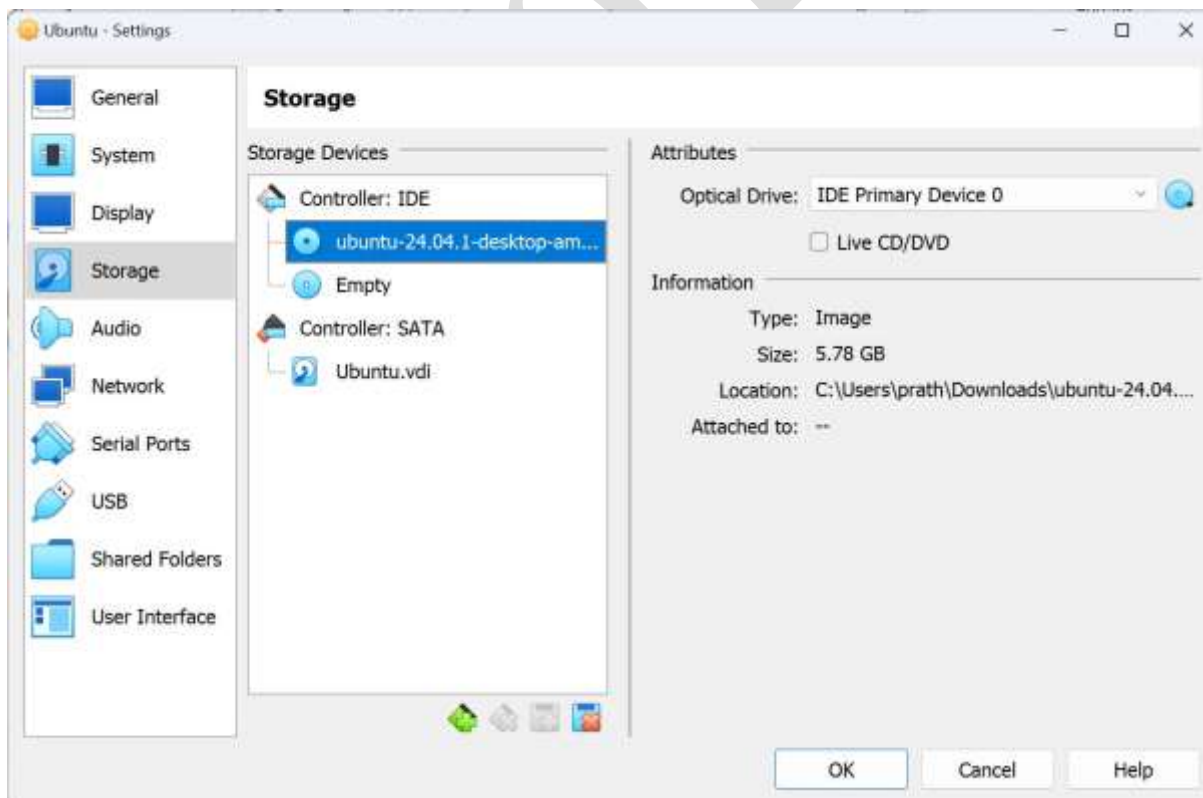 Ubuntu - Settings
General
System
Display
Storage
Audio
Network
Serial Ports
USB
Shared Folders
User Interface
Storage
Storage Devices
Controller: IDE
ubuntu-24.04.1-desktop-am...
Empty
Controller: SATA
Ubuntu.vdi
Attributes
Optical Drive: IDE Primary Device 0
Live CD/DVD
Information
Type: Image
Size: 5.78 GB
Location: C:\Users\prath\Downloads\ubuntu-24.04....
Attached to: --
OK Cancel Help